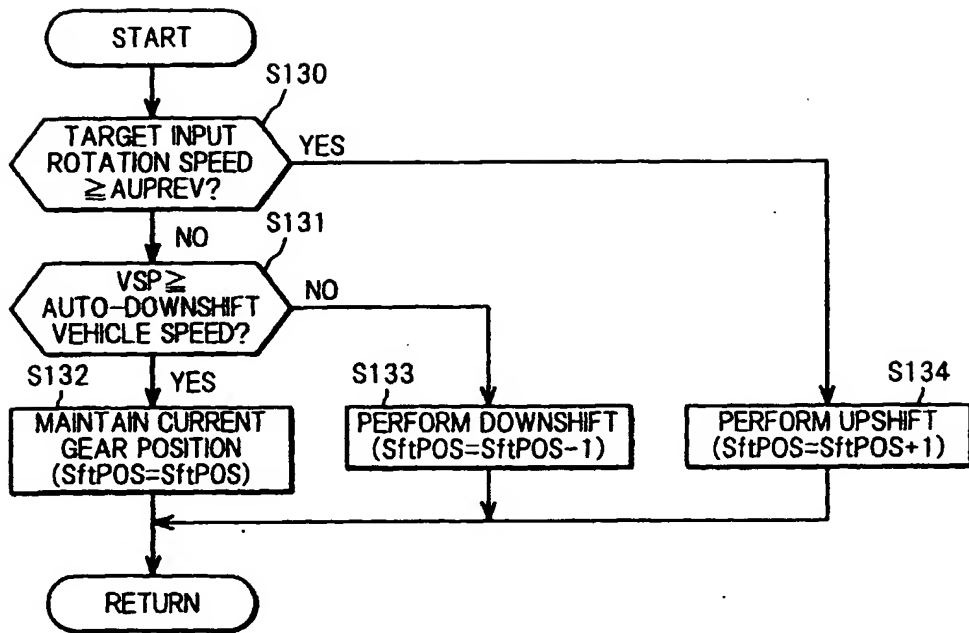 START
S130
TARGET INPUT
ROTATION SPEED
≧AUPREV?
YES
NO
S131
VSP≧
AUTO-DOWNSHIFT
VEHICLE SPEED?
NO
YES
S132
MAINTAIN CURRENT
GEAR POSITION
(SftPOS=SftPOS)
S133
PERFORM DOWNSHIFT
(SftPOS=SftPOS-1)
S134
PERFORM UPSHIFT
(SftPOS=SftPOS+1)
RETURN